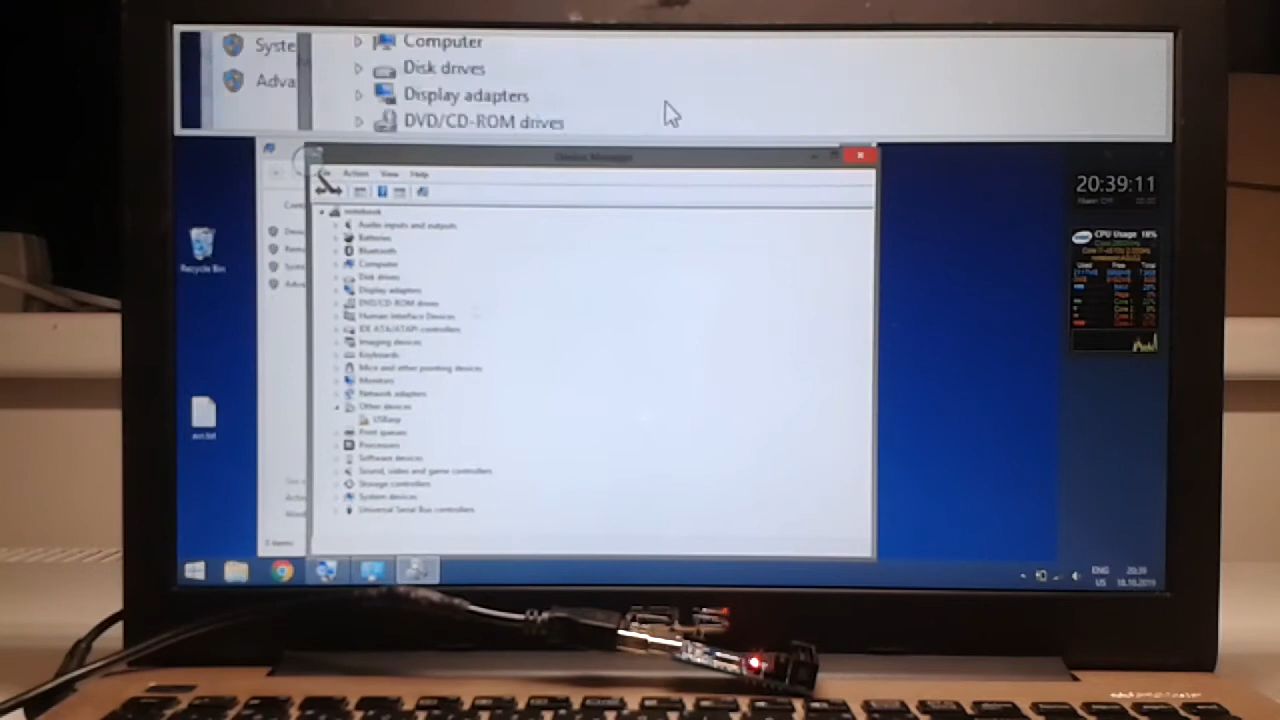 Syste
Adva
Computer
Disk drives
Display adapters
DVD/CD-ROM drives
Device Manager
Action View Help
notebook
Audio inputs and outputs
Batteries
Bluetooth
Computer
Disk drives
Display adapters
DVD/CD-ROM drives
Human Interface Devices
IDE ATA/ATAPI controllers
Imaging devices
Keyboards
Mice and other pointing devices
Monitors
Network adapters
Other devices
USBasp
Print queues
Processors
Software devices
Sound, video and game controllers
Storage controllers
System devices
Universal Serial Bus controllers
Recycle Bin
20:39:11
CPU Usage 18%
Used Free Total
ENG 20:39
US 18.10.2019